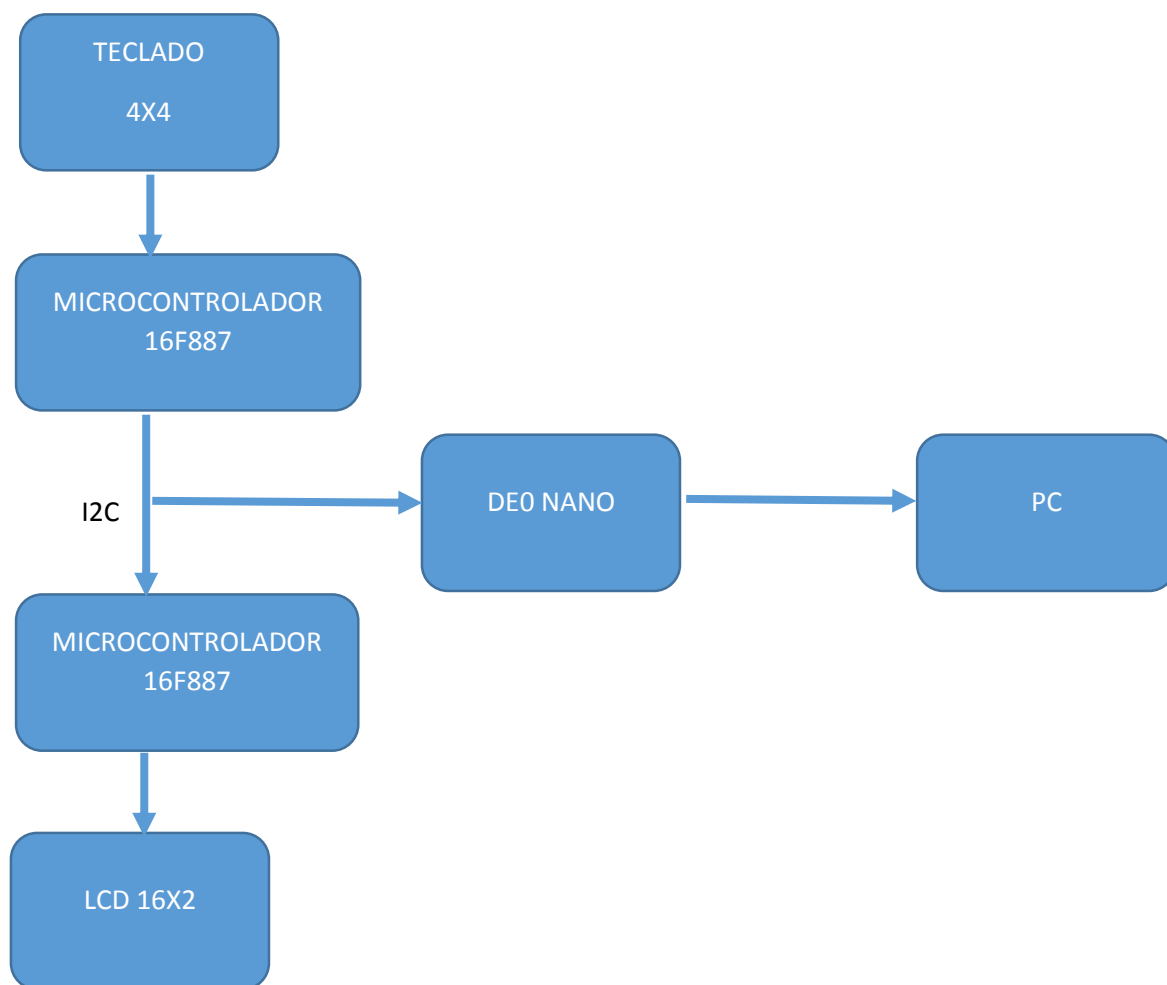 TECLADO
4X4
MICROCONTROLADOR
16F887
I2C
DE0 NANO
PC
MICROCONTROLADOR
16F887
LCD 16X2